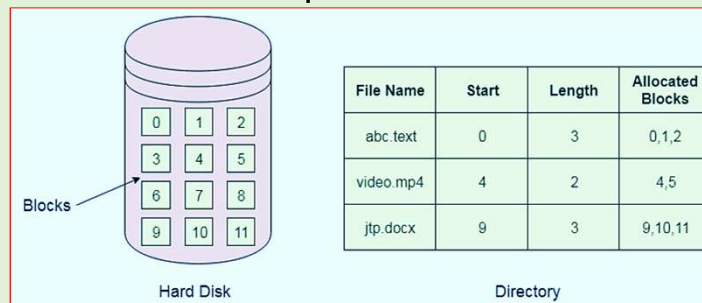 0 1 2
3 4 5
6 7 8
9 10 11
Blocks
Hard Disk
File Name Start Length Allocated
Blocks
abc.text 0 3 0,1,2
video.mp4 4 2 4,5
jtp.docx 9 3 9,10,11
Directory